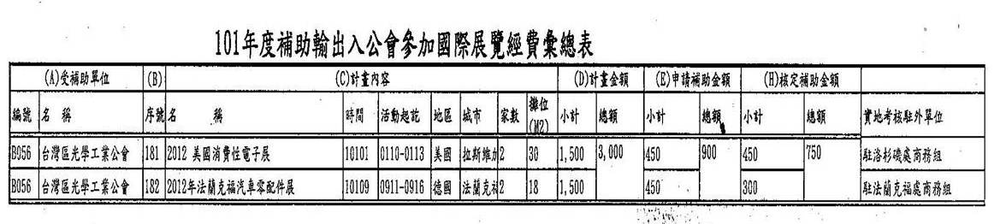 101年度補助輸出入公會參加國際展覽經費彙總表
(A)受補助單位 (B) (C)計畫內容 (D)計畫金額 (E)申請補助金額 (H)核定補助金額
編號 名 稱 序號 名 稱 時間 活動起訖 地區 城市 家數 攤位(M2) 小計 總額 小計 總額 小計 總額 實地考核駐外單位
B056 台灣區光學工業公會 181 2012 美國消費性電子展 10101 0110-0113 美國 拉斯維加 2 30 1,500 3,000 450 900 450 750 駐洛杉磯處商務組
B056 台灣區光學工業公會 182 2012年法蘭克福汽車零配件展 10109 0911-0916 德國 法蘭克福 2 18 1,500 450 300 駐法蘭克福處商務組